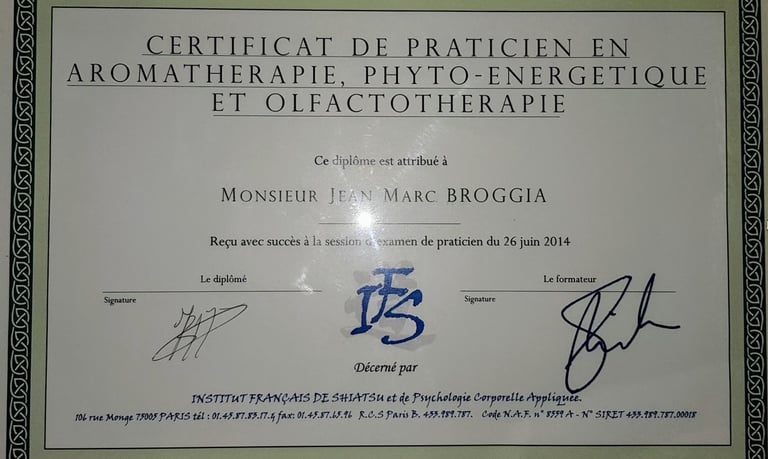 CERTIFICAT DE PRATICIEN EN
AROMATHERAPIE, PHYTO-ENERGETIQUE
ET OLFACTOTHERAPIE
Ce diplôme est attribué à
MONSIEUR JEAN MARC BROGGIA
Reçu avec succès à la session d'examen de praticien du 26 juin 2014
Le diplômé
Le formateur
Signature
Signature
IFS
Décerné par
INSTITUT FRANÇAIS DE SHIATSU et de Psychologie Corporelle Appliquée.
106 rue Monge 75005 PARIS tél : 01.45.87.83.17. fax: 01.45.87.65.96 R.C.S Paris B. 433.989.787. Code N.A.F. n° 8559 A - N° SIRET 433.989.787.00018